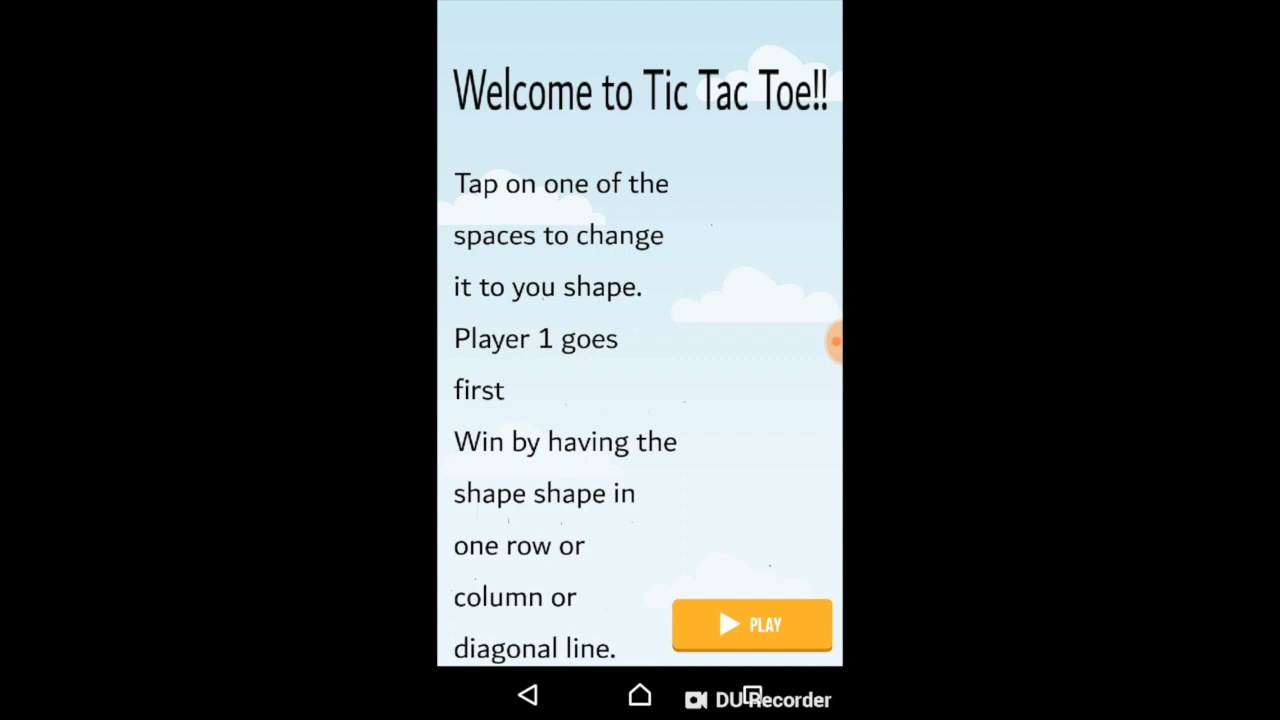 Welcome to Tic Tac Toe!!
Tap on one of the
spaces to change
it to you shape.
Player 1 goes
first
Win by having the
shape shape in
one row or
column or
diagonal line.
PLAY
DU Recorder